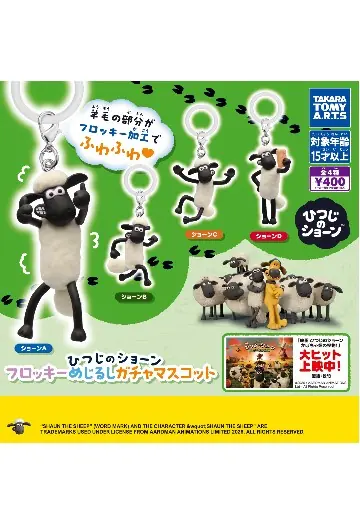 羊毛の部分が
フロッキー加工で
ふわふわ
TAKARA
TOMY
A.R.T.S
対象年齢
15才以上
全4種
¥400
ひつじの
ショーン
ショーンA
ショーンB
ショーンC
ショーンD
ひつじのショーン
フロッキーめじるしガチャマスコット
大ヒット
上映中!
"SHAUN THE SHEEP" (WORD MARK) AND THE CHARACTER &quot;SHAUN THE SHEEP" ARE
TRADEMARKS USED UNDER LICENSE FROM AARDMAN ANIMATIONS LIMITED 2026. ALL RIGHTS RESERVED.